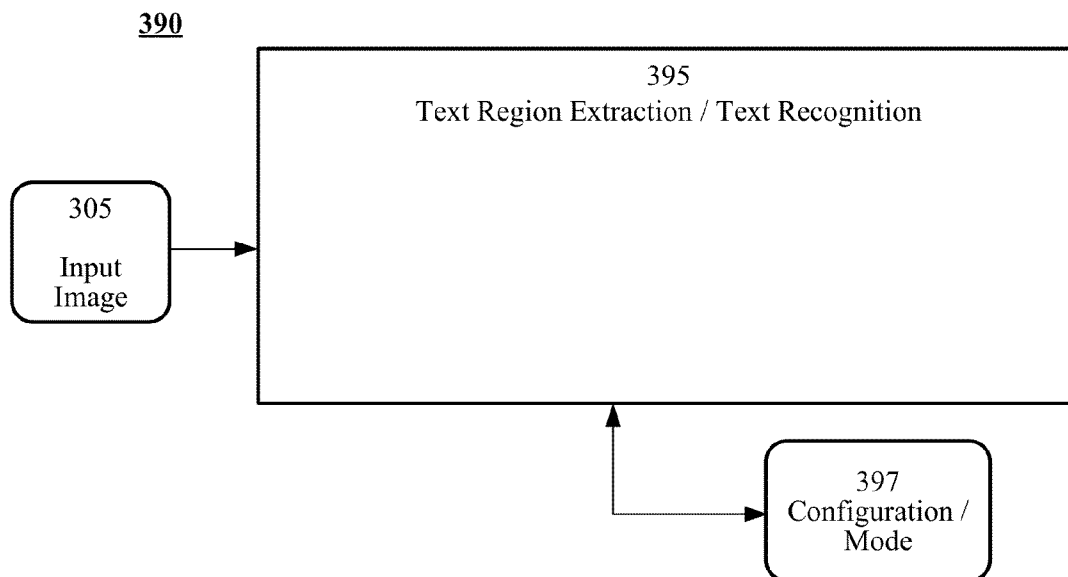 390
395
Text Region Extraction / Text Recognition
305
Input
Image
397
Configuration /
Mode